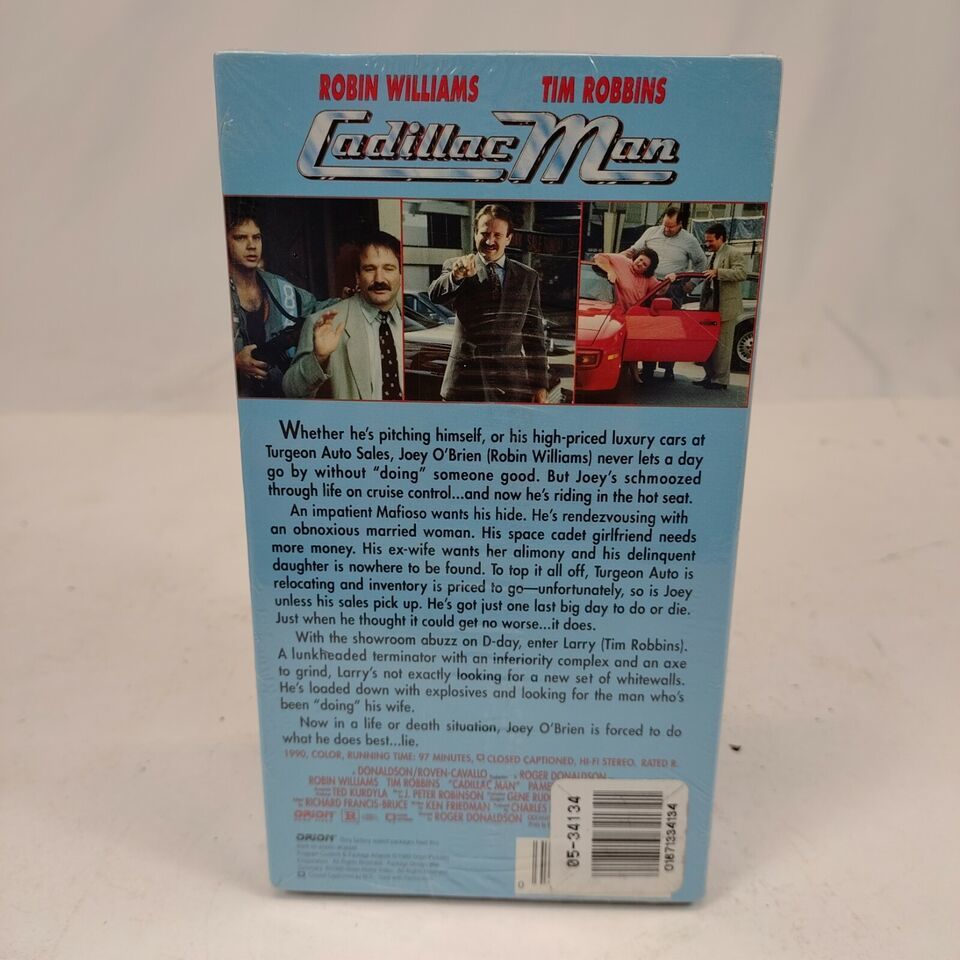 ROBIN WILLIAMS TIM ROBBINS
Cadillac Man
8
Whether he's pitching himself, or his high-priced luxury cars at
Turgeon Auto Sales, Joey O'Brien (Robin Williams) never lets a day
go by without "doing" someone good. But Joey's schmoozed
through life on cruise control...and now he's riding in the hot seat.
An impatient Mafioso wants his hide. He's rendezvousing with
an obnoxious married woman. His space cadet girlfriend needs
more money. His ex-wife wants her alimony and his delinquent
daughter is nowhere to be found. To top it all off, Turgeon Auto is
relocating and inventory is priced to go—unfortunately, so is Joey
unless his sales pick up. He's got just one last big day to do or die.
Just when he thought it could get no worse...it does.
With the showroom abuzz on D-day, enter Larry (Tim Robbins).
A lunkheaded terminator with an inferiority complex and an axe
to grind, Larry's not exactly looking for a new set of whitewalls.
He's loaded down with explosives and looking for the man who's
been "doing" his wife.
Now in a life or death situation, Joey O'Brien is forced to do
what he does best...lie.
1990, COLOR, RUNNING TIME: 97 MINUTES, CLOSED CAPTIONED, HI-FI STEREO. RATED R.
A DONALDSON/ROVEN-CAVALLO ROGER DONALDSON
ROBIN WILLIAMS TIM ROBBINS "CADILLAC MAN"
TED KURDYLA J. PETER ROBINSON GENE
RICHARD FRANCIS-BRUCE KEN FRIEDMAN CHARLES
ORION R ROGER DONALDSON
ORION
05-34134
01871334134
0